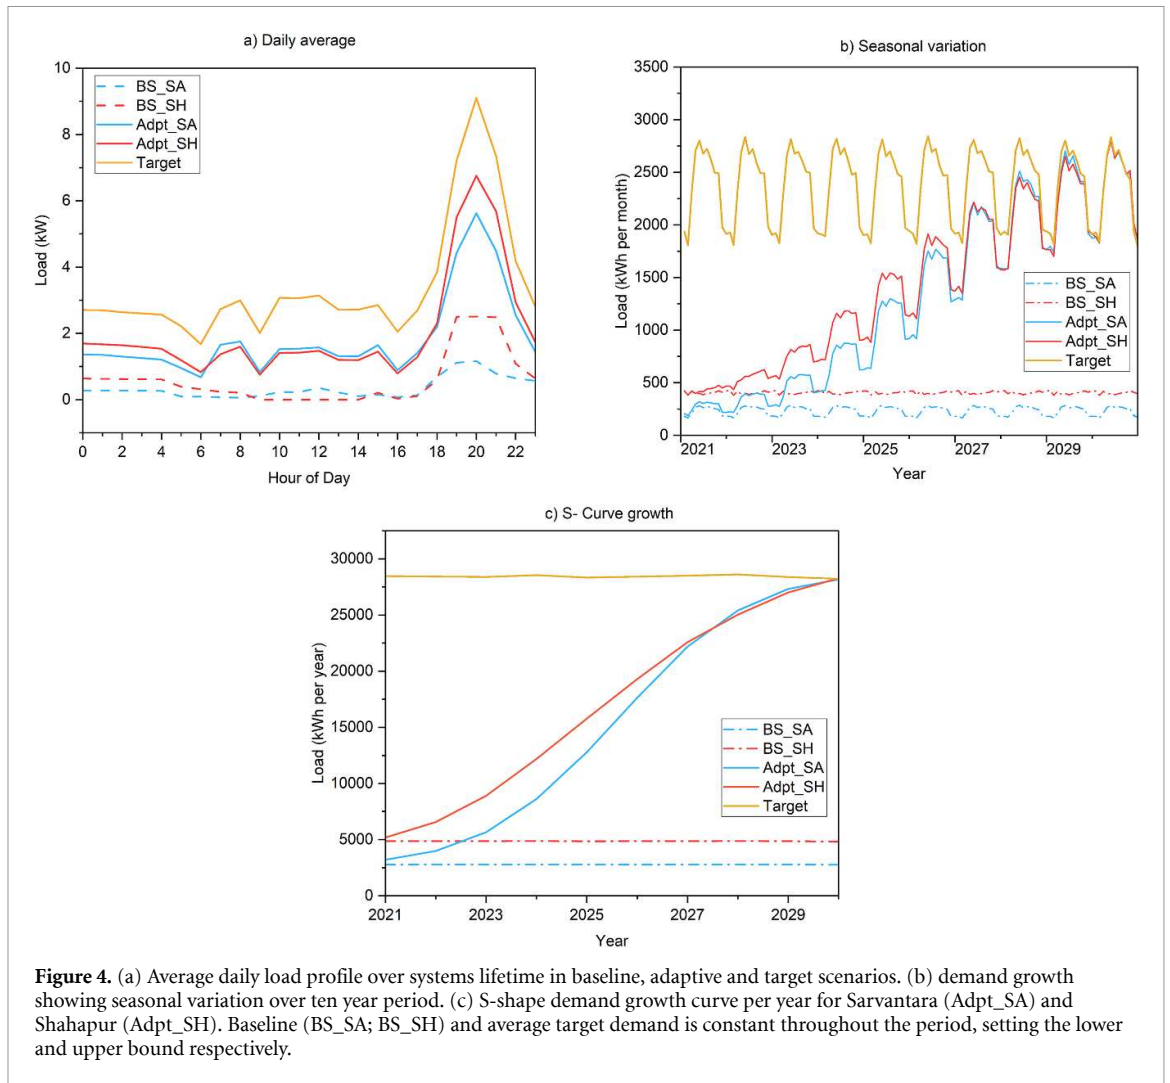 a) Daily average
10
8
6
4
2
0
Load (kW)
BS_SA
BS_SH
Adpt_SA
Adpt_SH
Target
0 2 4 6 8 10 12 14 16 18 20 22
Hour of Day
b) Seasonal variation
3500
3000
2500
2000
1500
1000
500
0
Load (kWh per month)
BS_SA
BS_SH
Adpt_SA
Adpt_SH
Target
2021 2023 2025 2027 2029
Year
c) S- Curve growth
30000
25000
20000
15000
10000
5000
0
Load (kWh per year)
BS_SA
BS_SH
Adpt_SA
Adpt_SH
Target
2021 2023 2025 2027 2029
Year
Figure 4. (a) Average daily load profile over systems lifetime in baseline, adaptive and target scenarios. (b) demand growth
showing seasonal variation over ten year period. (c) S-shape demand growth curve per year for Sarvantara (Adpt_SA) and
Shahapur (Adpt_SH). Baseline (BS_SA; BS_SH) and average target demand is constant throughout the period, setting the lower
and upper bound respectively.